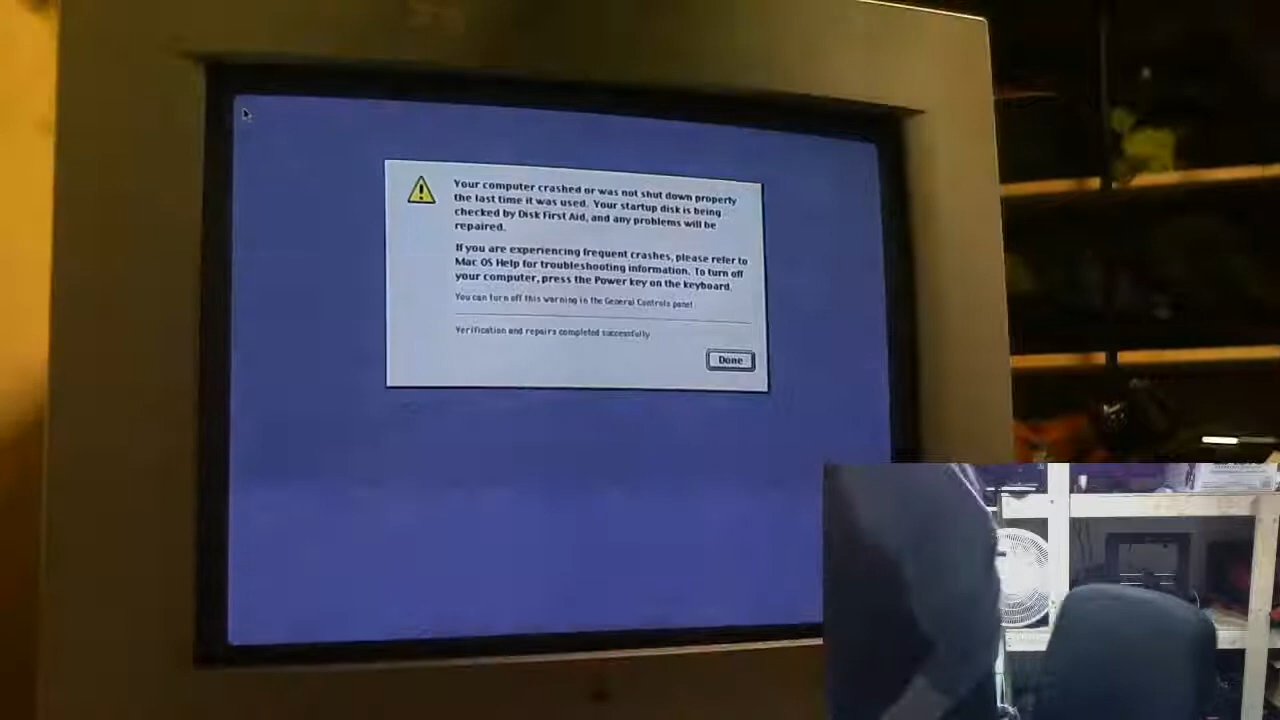 Your computer crashed or was not shut down properly
the last time it was used. Your startup disk is being
checked by Disk First Aid, and any problems will be
repaired.
If you are experiencing frequent crashes, please refer to
Mac OS Help for troubleshooting information. To turn off
your computer, press the Power key on the keyboard.
You can turn off this warning in the General Controls panel.
Verification and repairs completed successfully
Done